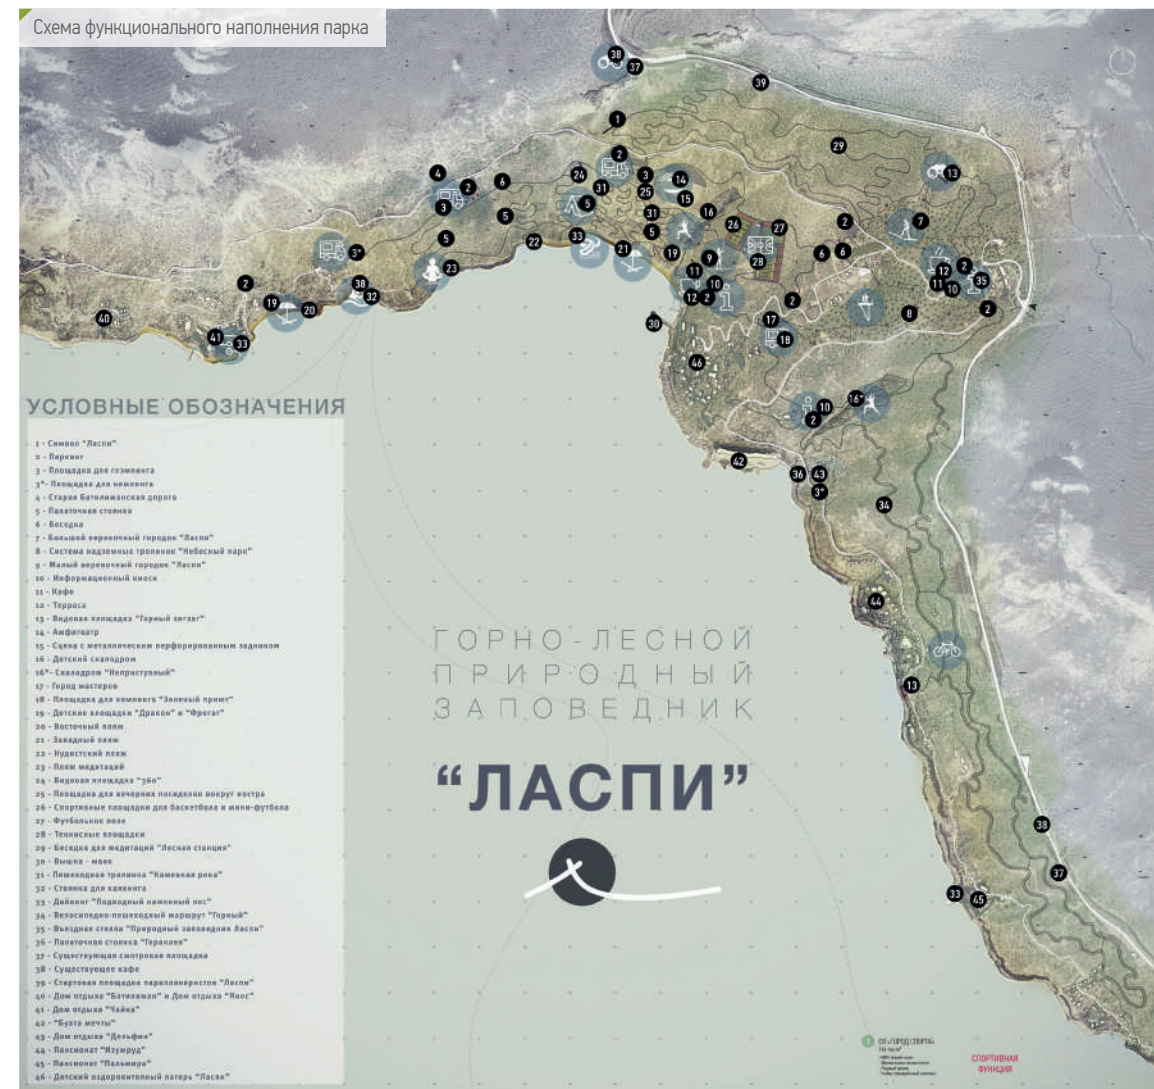 Схема функционального наполнения парка
УСЛОВНЫЕ ОБОЗНАЧЕНИЯ
1 - Символ "Ласпи"
2 - Паркинг
3 - Площадка для глэмпинга
3*- Площадка для кемпинга
4 - Старая Батилиманская дорога
5 - Палаточная стоянка
6 - Беседка
7 - Большой веревочный городок "Ласпи"
8 - Система надземных тропинок "Небесный парк"
9 - Малый веревочный городок "Ласпи"
10 - Информационный киоск
11 - Кафе
12 - Терраса
13 - Видовая площадка "Горный зигзаг"
14 - Амфитеатр
15 - Сцена с металлическим перфорированным задником
16 - Детский скалодром
16*- Скалодром "Неприступный"
17 - Город мастеров
18 - Площадка для кемпинга "Зеленый приют"
19 - Детские площадки "Дракон" и "Фрегат"
20 - Восточный пляж
21 - Западный пляж
22 - Нудистский пляж
23 - Пляж медитаций
24 - Видовая площадка "360"
25 - Площадка для вечерних посиделок вокруг костра
26 - Спортивные площадки для баскетбола и мини-футбола
27 - Футбольное поле
28 - Теннисные площадки
29 - Беседка для медитаций "Лесная станция"
30 - Вышка - маяк
31 - Пешеходная тропинка "Каменная река"
32 - Стоянка для каякинга
33 - Дайвинг "Подводный каменный лес"
34 - Велосипедно-пешеходный маршрут "Горный"
35 - Въездная стелла "Природный заповедник Ласпи"
36 - Палаточная стоянка "Гераклея"
37 - Существующая смотровая площадка
38 - Существующее кафе
39 - Стартовая площадка парапланеристов "Ласпи"
40 - Дом отдыха "Батилиман" и Дом отдыха "Янос"
41 - Дом отдыха "Чайка"
42 - "Бухта мечты"
43 - Дом отдыха "Дельфин"
44 - Пансионат "Изумруд"
45 - Пансионат "Пальмира"
46 - Детский оздоровительный лагерь "Ласпи"
ГОРНО-ЛЕСНОЙ
ПРИРОДНЫЙ
ЗАПОВЕДНИК
“ЛАСПИ”
СПОРТИВНАЯ
ФУНКЦИЯ